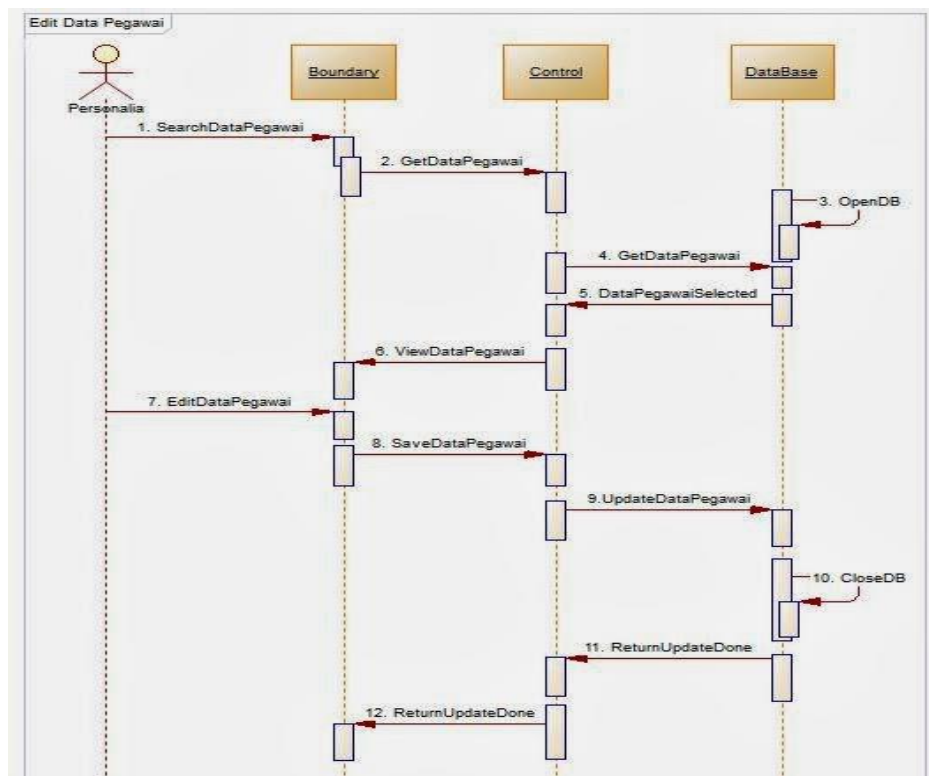 Edit Data Pegawai
Boundary
Control
DataBase
Personalia
1. SearchDataPegawai
2. GetDataPegawai
3. OpenDB
4. GetDataPegawai
5. DataPegawaiSelected
6. ViewDataPegawai
7. EditDataPegawai
8. SaveDataPegawai
9.UpdateDataPegawai
10. CloseDB
11. ReturnUpdateDone
12. ReturnUpdateDone